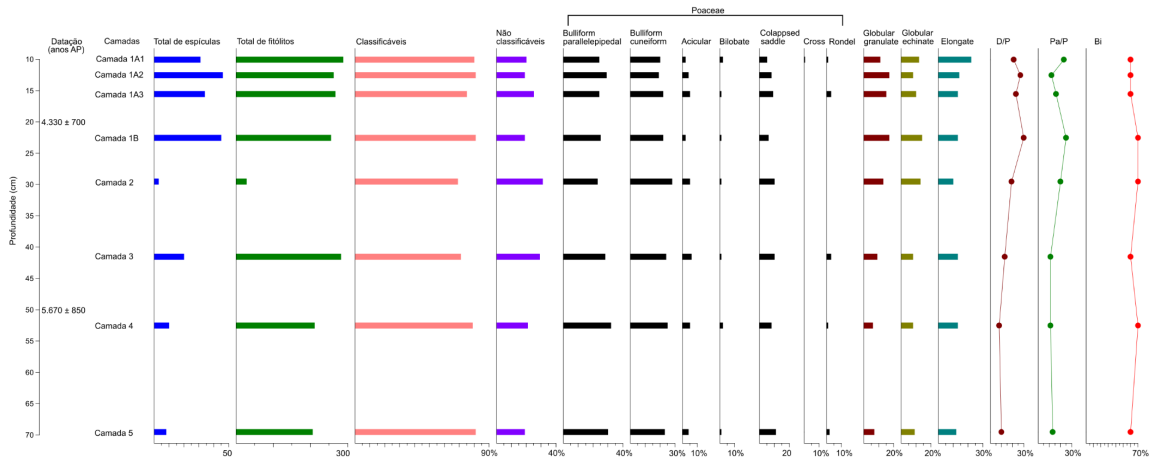 Poaceae
Datação
(anos AP)
Camadas
Total de espículas
Total de fitólitos
Classificáveis
Não
classificáveis
Bulliform
parallelepipedal
Bulliform
cuneiform
Acicular
Bilobate
Colappsed
saddle
Cross
Rondel
Globular
granulate
Globular
echinate
Elongate
D/P
Pa/P
Bi
10
Camada 1A1
Camada 1A2
15
Camada 1A3
20
4.330 ± 700
Camada 1B
25
Camada 2
30
35
40
Camada 3
45
50
5.670 ± 850
Camada 4
55
60
65
70
Camada 5
Profundidade (cm)
50
300
90%
40%
40%
30%
20%
10%
20
10%
10%
20%
20%
30%
30%
30%
70%